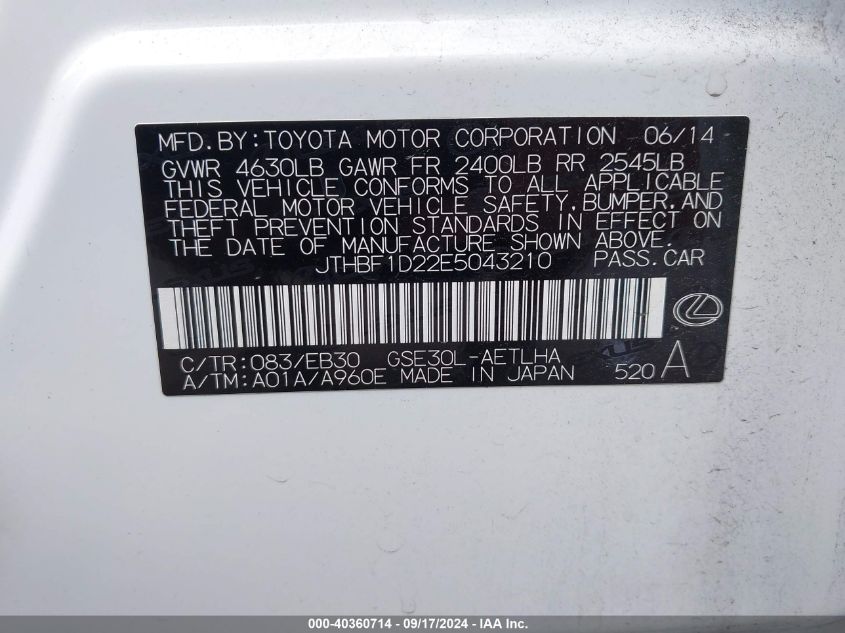 MFD. BY: TOYOTA MOTOR CORPORATION 06/14
GVWR 4630LB GAWR FR 2400LB RR 2545LB
THIS VEHICLE CONFORMS TO ALL APPLICABLE
FEDERAL MOTOR VEHICLE SAFETY, BUMPER, AND
THEFT PREVENTION STANDARDS IN EFFECT ON
THE DATE OF MANUFACTURE SHOWN ABOVE.
JTHBF1D22E5043210 PASS. CAR
C/TR: 083/EB30 GSE30L-AETLHA
A/TM: A01A/A960E MADE IN JAPAN 520 A
000-40360714 - 09/17/2024 - IAA Inc.